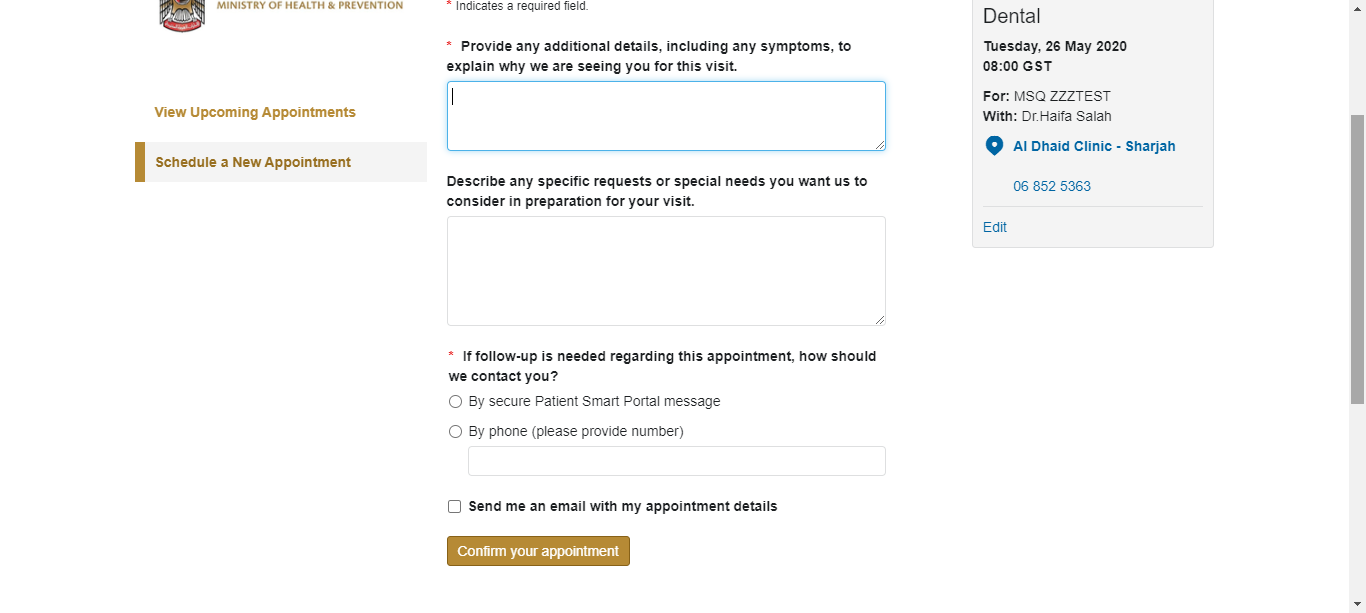 MINISTRY OF HEALTH & PREVENTION
View Upcoming Appointments
Schedule a New Appointment
* Indicates a required field.
* Provide any additional details, including any symptoms, to
explain why we are seeing you for this visit.
Describe any specific requests or special needs you want us to
consider in preparation for your visit.
* If follow-up is needed regarding this appointment, how should
we contact you?
By secure Patient Smart Portal message
By phone (please provide number)
Send me an email with my appointment details
Confirm your appointment
Dental
Tuesday, 26 May 2020
08:00 GST
For: MSQ ZZZTEST
With: Dr.Haifa Salah
Al Dhaid Clinic - Sharjah
06 852 5363
Edit